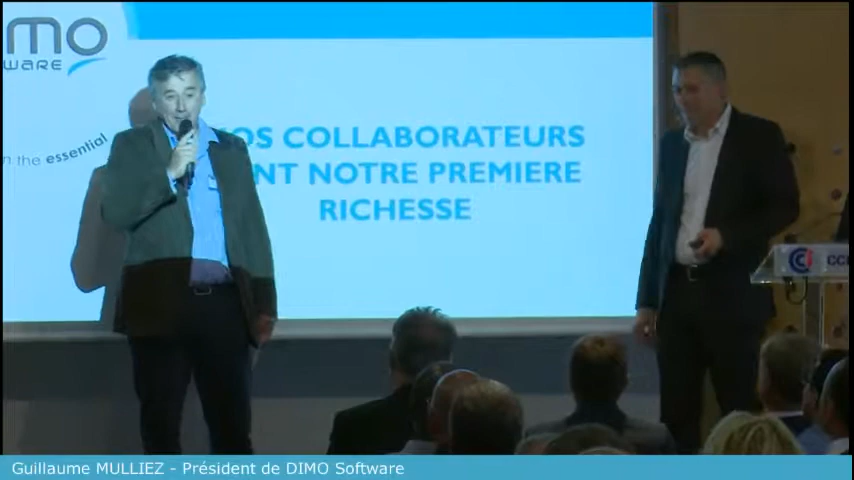 MO
WARE
n the essential
OS COLLABORATEURS
NT NOTRE PREMIERE
RICHESSE
CCI
Guillaume MULLIEZ - Président de DIMO Software